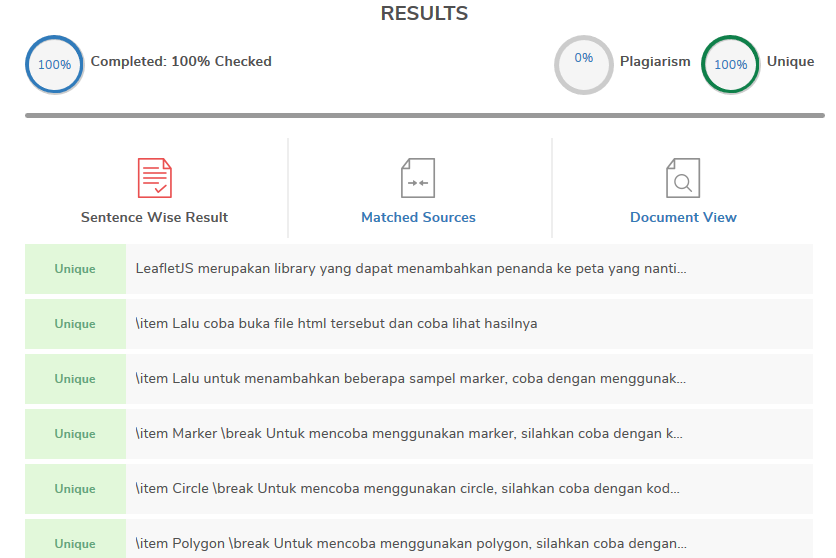 RESULTS
100% Completed: 100% Checked 0% Plagiarism 100% Unique
Sentence Wise Result Matched Sources Document View
Unique LeafletJS merupakan library yang dapat menambahkan penanda ke peta yang nanti...
Unique \item Lalu coba buka file html tersebut dan coba lihat hasilnya
Unique \item Lalu untuk menambahkan beberapa sampel marker, coba dengan menggunak...
Unique \item Marker \break Untuk mencoba menggunakan marker, silahkan coba dengan k...
Unique \item Circle \break Untuk mencoba menggunakan circle, silahkan coba dengan kod...
Unique \item Polygon \break Untuk mencoba menggunakan polygon, silahkan coba dengan...